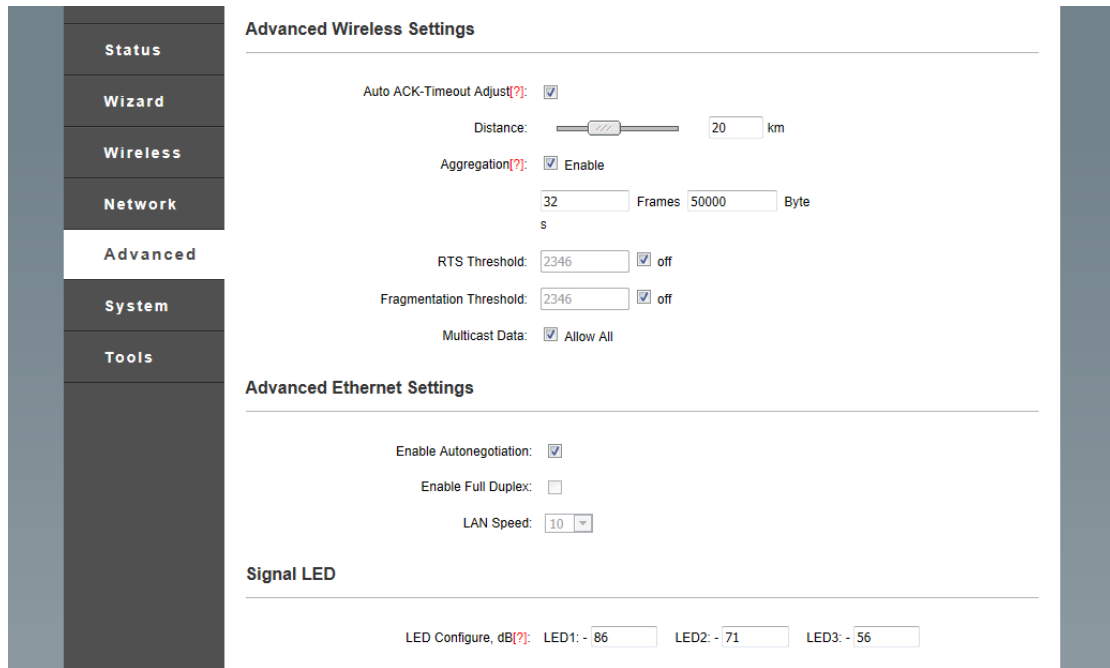 Status
Wizard
Wireless
Network
Advanced
System
Tools
Advanced Wireless Settings
Auto ACK-Timeout Adjust[?]:
Distance: 20 km
Aggregation[?]: Enable
32 Frames 50000 Byte
s
RTS Threshold: 2346 off
Fragmentation Threshold: 2346 off
Multicast Data: Allow All
Advanced Ethernet Settings
Enable Autonegotiation:
Enable Full Duplex:
LAN Speed: 10
Signal LED
LED Configure, dB[?]: LED1: - 86 LED2: - 71 LED3: - 56